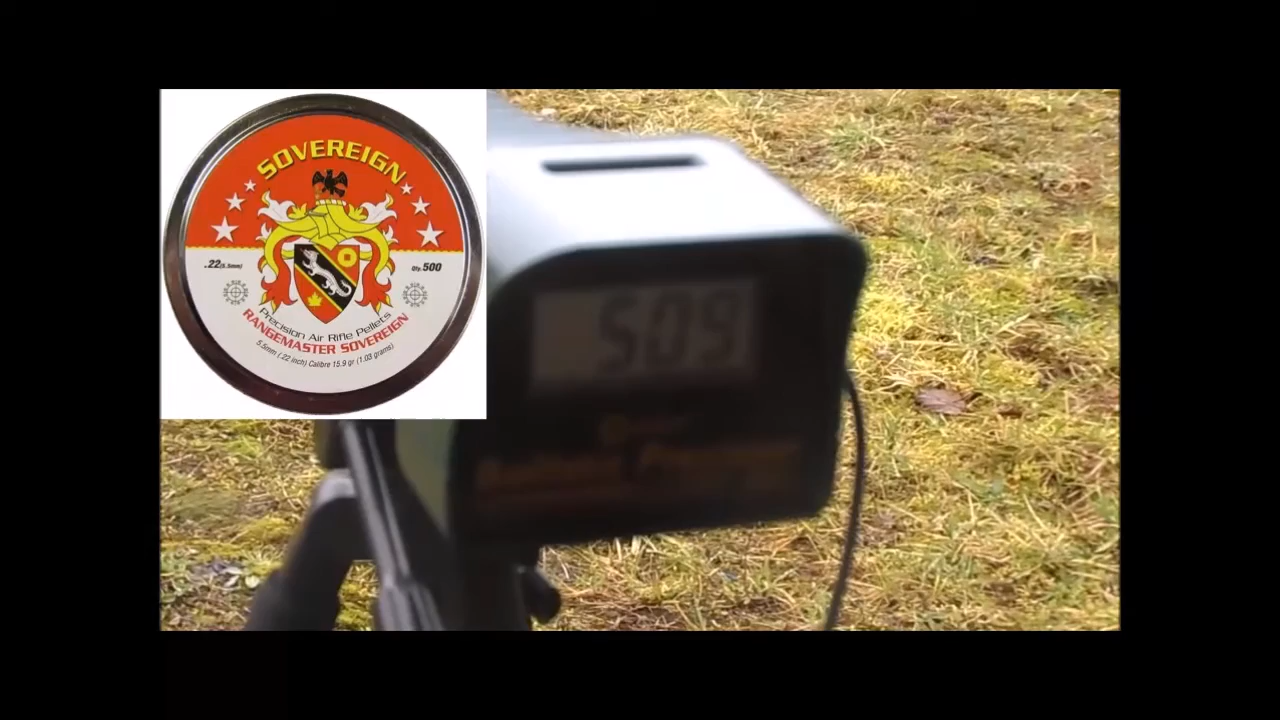 SOVEREIGN
.22(5.5mm)
Qty.500
Precision Air Rifle Pellets
RANGEMASTER SOVEREIGN
5.5mm (.22 inch) Calibre 15.9 gr (1.03 grams)
509